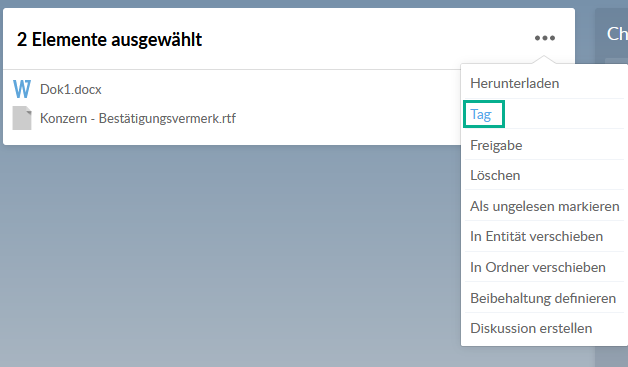 2 Elemente ausgewählt
Ch
Dok1.docx
Konzern - Bestätigungsvermerk.rtf
Herunterladen
Tag
Freigabe
Löschen
Als ungelesen markieren
In Entität verschieben
In Ordner verschieben
Beibehaltung definieren
Diskussion erstellen